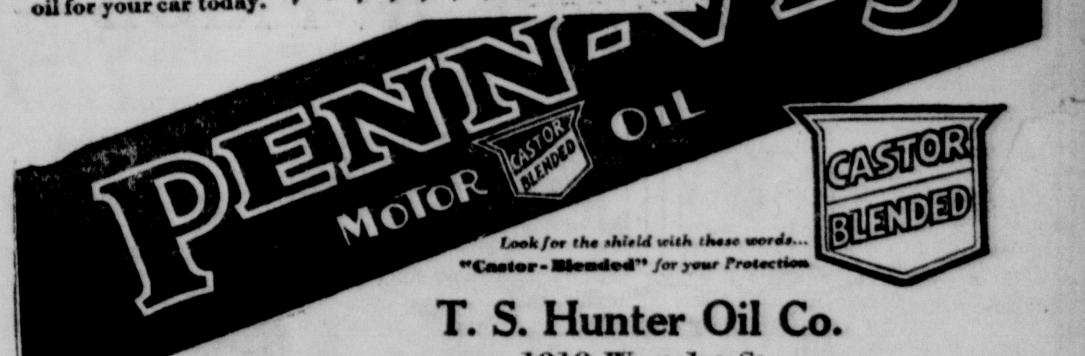 oil for your car today.
PENN-
MOTOR
CASTOR
BLENDED
OIL
CASTOR
BLENDED
Look for the shield with these words...
"Castor-Blended" for your Protection
T. S. Hunter Oil Co.